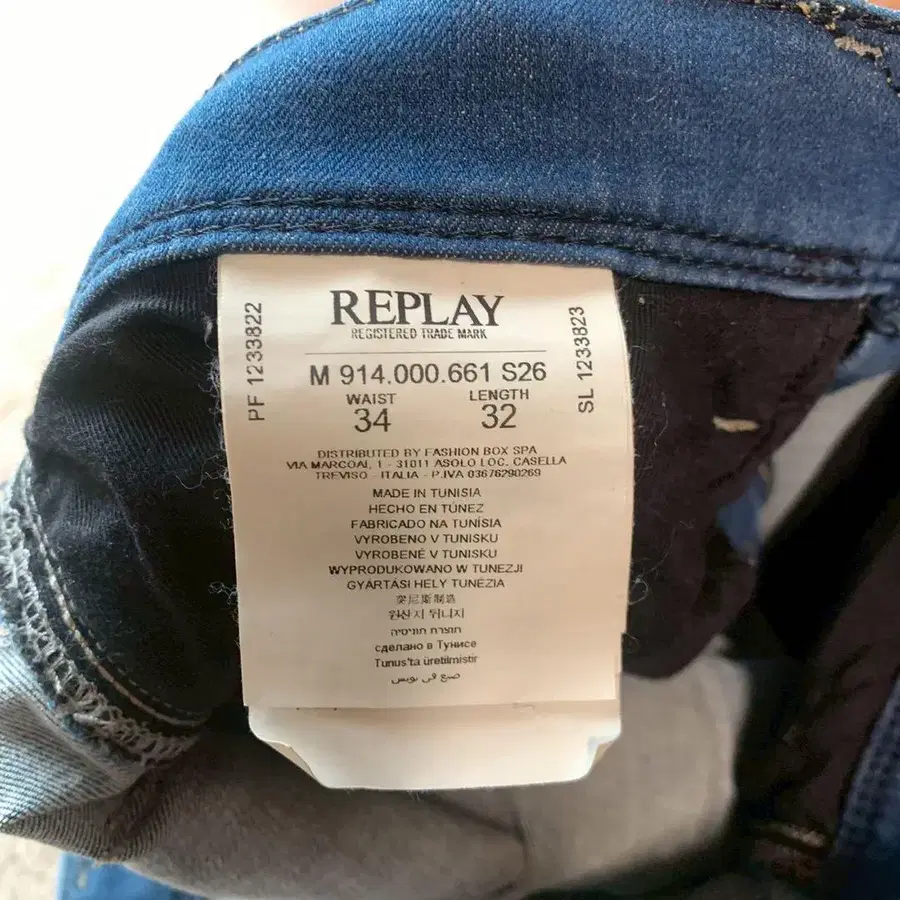 REPLAY
REGISTERED TRADE MARK
PF 1233822
SL 1233823
M 914.000.661 S26
WAIST LENGTH
34 32
DISTRIBUTED BY FASHION BOX SPA
VIA MARCOAI, 1 - 31011 ASOLO LOC. CASELLA
TREVISO - ITALIA - P.IVA 03676290269
MADE IN TUNISIA
HECHO EN TÚNEZ
FABRICADO NA TUNÍSIA
VYROBENO V TUNISKU
VYROBENÉ V TUNISKU
WYPRODUKOWANO W TUNEZJI
GYÁRTÁSI HELY TUNÉZIA
突尼斯制造
원산지 튀니지
תוצרת תוניסיה
сделано в Тунисе
Tunus'ta üretilmiştir
صنع في تونس